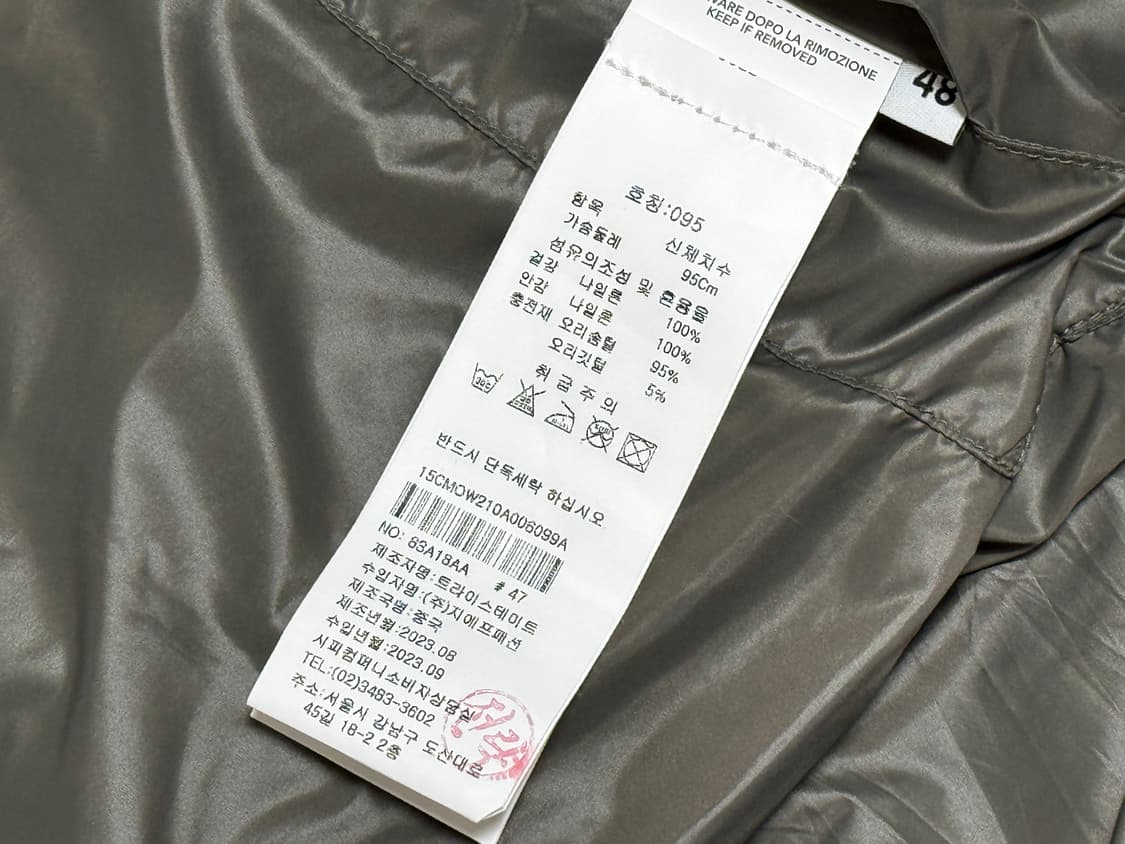 ARE DOPO LA RIMOZIONE
KEEP IF REMOVED
48
호칭:095
항목 신체치수
가슴둘레 95Cm
섬유의조성 및 혼용율
겉감 나일론 100%
안감 나일론 100%
충전재 오리솜털 95%
오리깃털 5%
취급주의
반드시 단독세탁 하십시오
15CMOW210A006099A
NO: 83A18AA # 47
제조자명:트라이스테이트
수입자명:(주)지에프패션
제조국명:중국
제조년월:2023.08
수입년월:2023.09
시피컴퍼니소비자상담실
TEL:(02)3483-3602
주소:서울시 강남구 도산대로
45길 18-2 2층